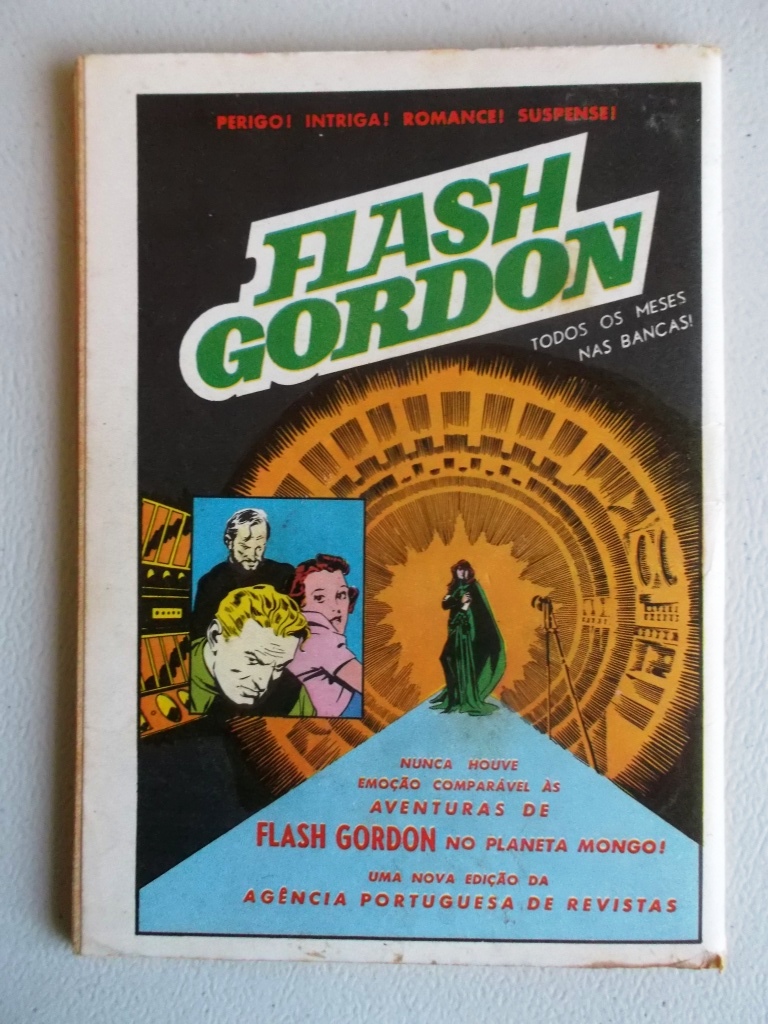 PERIGO! INTRIGA! ROMANCE! SUSPENSE!
FLASH
GORDON
TODOS OS MESES
NAS BANCAS!
NUNCA HOUVE
EMOÇÃO COMPARÁVEL ÀS
AVENTURAS DE
FLASH GORDON NO PLANETA MONGO!
UMA NOVA EDIÇÃO DA
AGÊNCIA PORTUGUESA DE REVISTAS